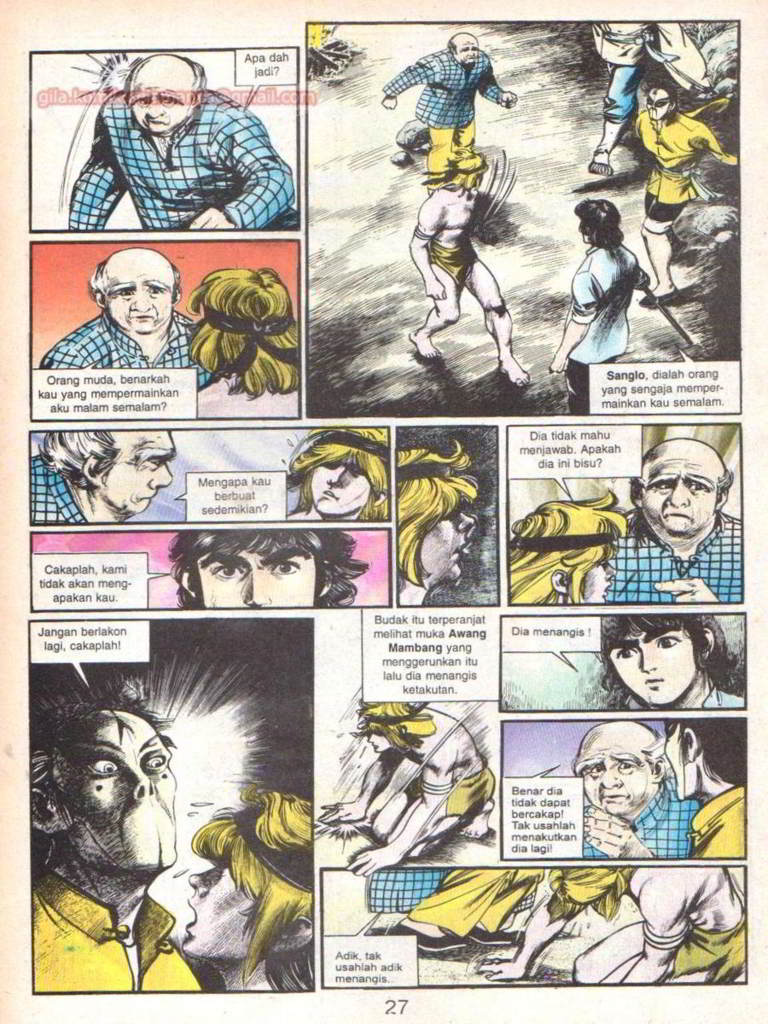 Apa dah
jadi?
Sanglo, dialah orang
yang sengaja memper-
mainkan kau semalam.
Orang muda, benarkah
kau yang mempermainkan
aku malam semalam?
Mengapa kau
berbuat
sedemikian?
Dia tidak mahu
menjawab. Apakah
dia ini bisu?
Cakaplah, kami
tidak akan meng-
apakan kau.
Jangan berlakon
lagi, cakaplah!
Budak itu terperanjat
melihat muka Awang
Mambang yang
menggerunkan itu
lalu dia menangis
ketakutan.
Dia menangis !
Benar dia
tidak dapat
bercakap!
Tak usahlah
menakutkan
dia lagi!
Adik, tak
usahlah adik
menangis..
27